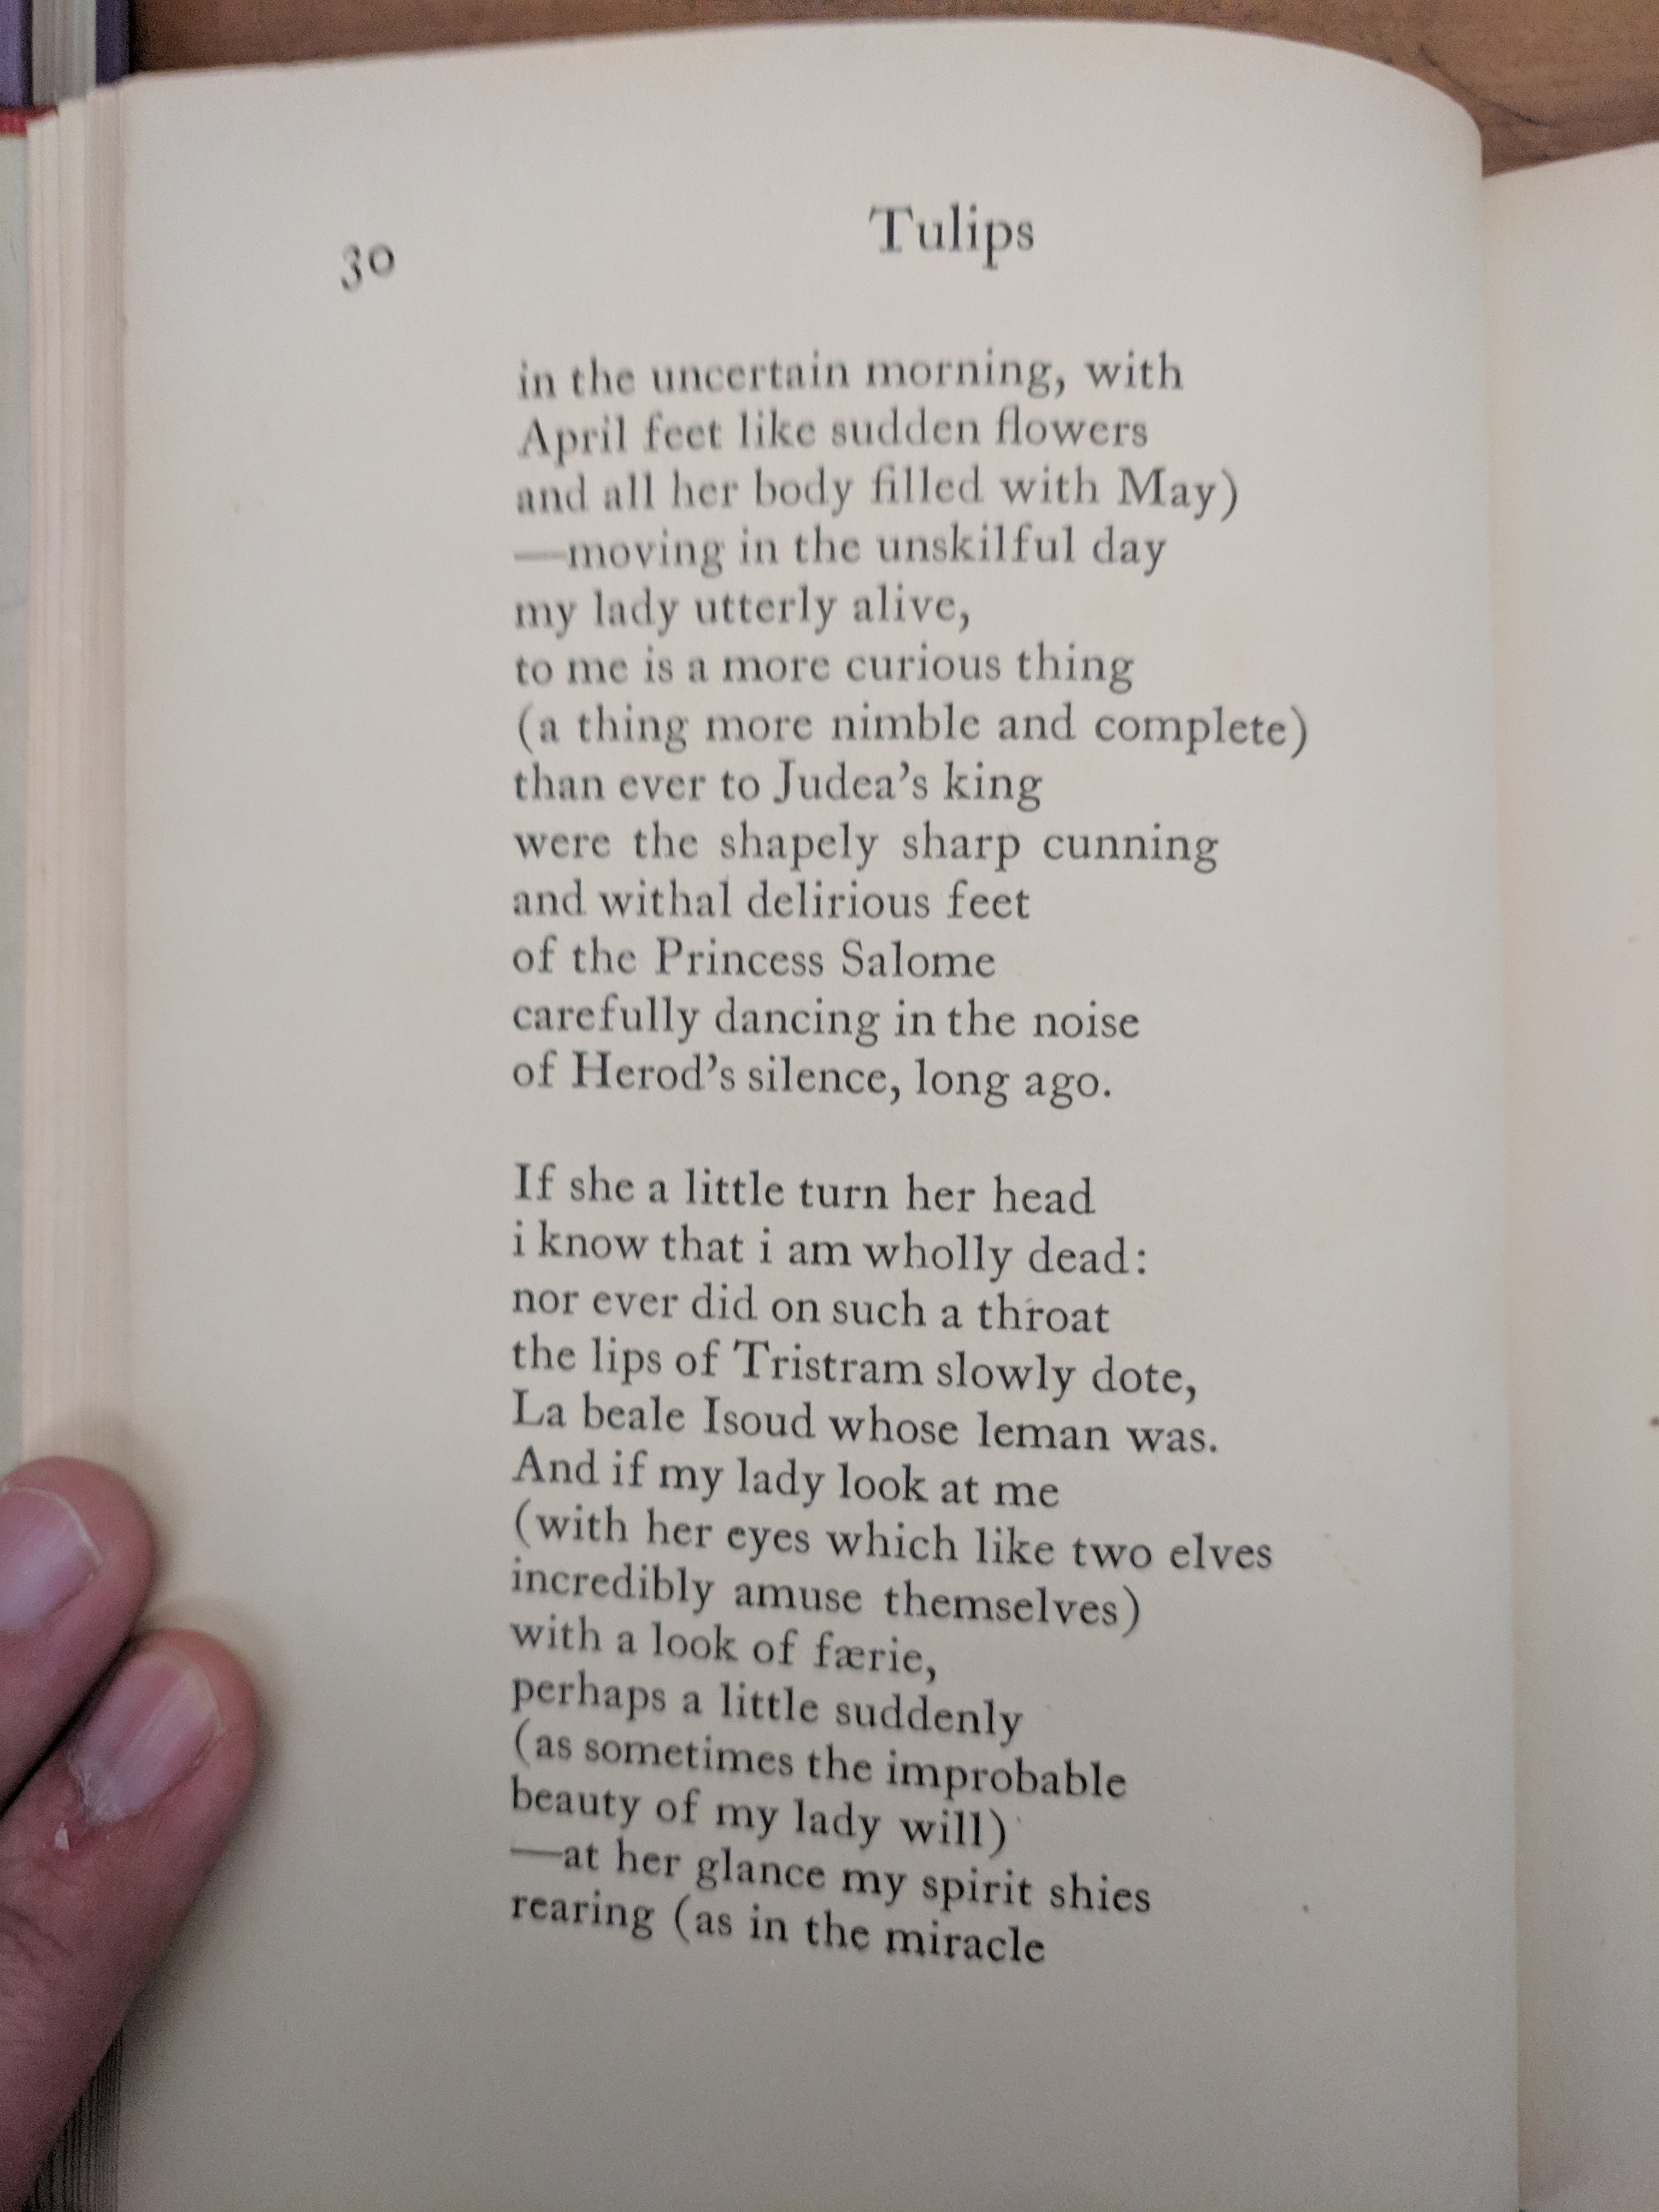 30
Tulips
in the uncertain morning, with
April feet like sudden flowers
and all her body filled with May)
—moving in the unskilful day
my lady utterly alive,
to me is a more curious thing
(a thing more nimble and complete)
than ever to Judea’s king
were the shapely sharp cunning
and withal delirious feet
of the Princess Salome
carefully dancing in the noise
of Herod’s silence, long ago.
If she a little turn her head
i know that i am wholly dead:
nor ever did on such a throat
the lips of Tristram slowly dote,
La beale Isoud whose leman was.
And if my lady look at me
(with her eyes which like two elves
incredibly amuse themselves)
with a look of færie,
perhaps a little suddenly
(as sometimes the improbable
beauty of my lady will)
—at her glance my spirit shies
rearing (as in the miracle